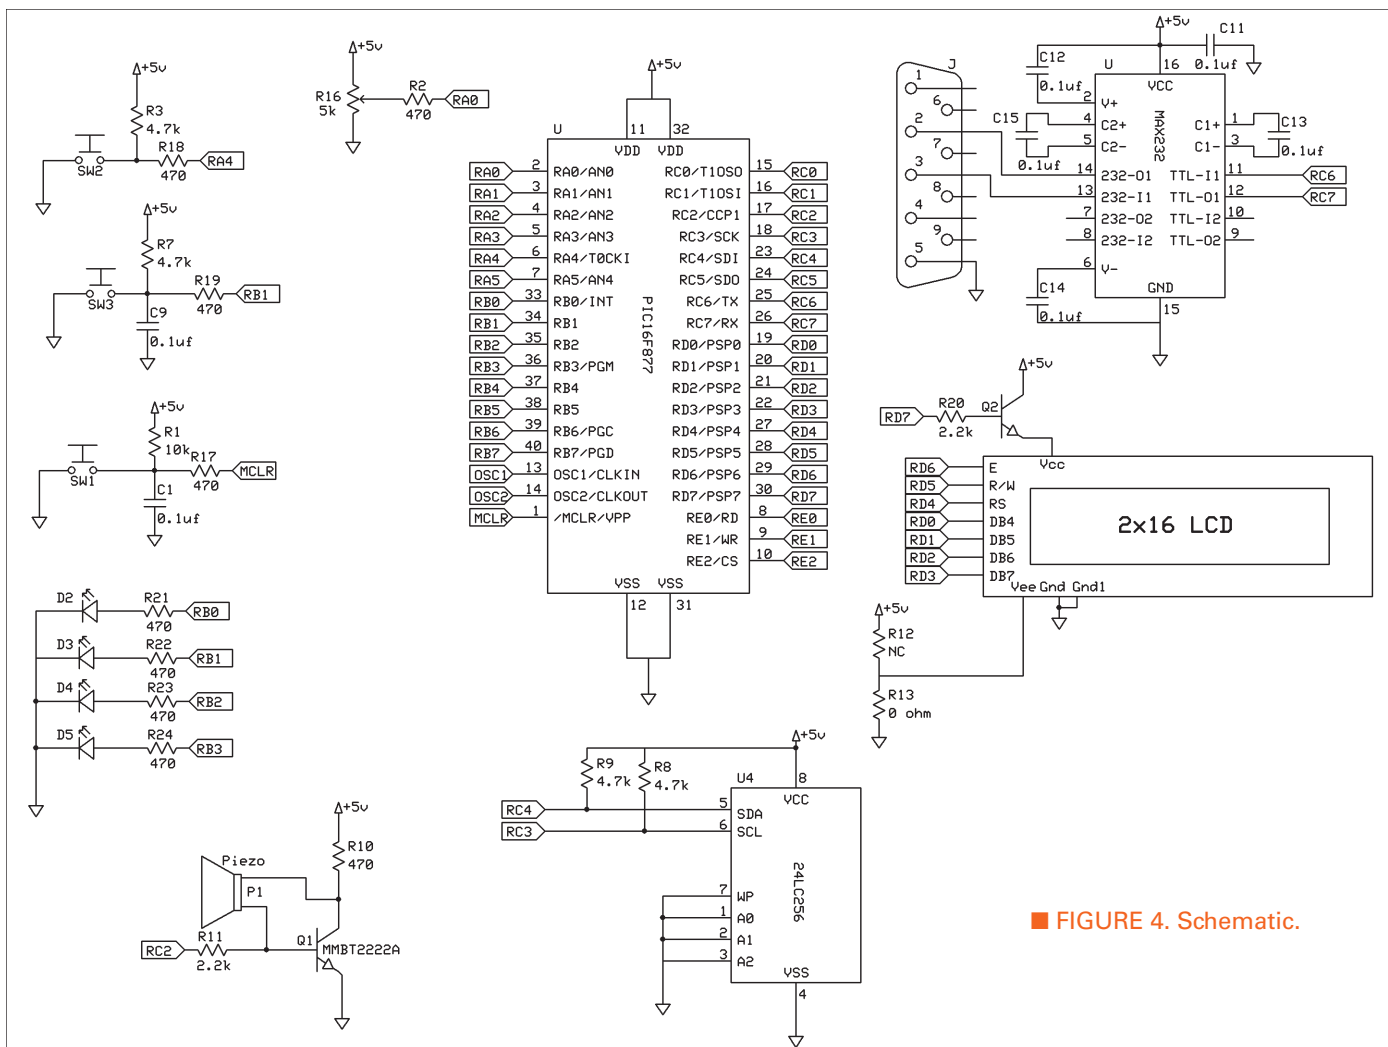 +5v
R3
4.7k
R18
470
RA4
SW2
+5v
R7
4.7k
R19
470
RB1
SW3
C9
0.1uf
+5v
R1
10k
R17
470
MCLR
SW1
C1
0.1uf
D2
R21
470
RB0
D3
R22
470
RB1
D4
R23
470
RB2
D5
R24
470
RB3
+5v
R10
470
Piezo
P1
Q1
MMBT2222A
RC2
R11
2.2k
+5v
R16
5k
R2
470
RA0
+5v
U
11 32
VDD VDD
RA0 2 RA0/AN0 RC0/T1OSO 15 RC0
RA1 3 RA1/AN1 RC1/T1OSI 16 RC1
RA2 4 RA2/AN2 RC2/CCP1 17 RC2
RA3 5 RA3/AN3 RC3/SCK 18 RC3
RA4 6 RA4/T0CKI RC4/SDI 23 RC4
RA5 7 RA5/AN4 RC5/SDO 24 RC5
RB0 33 RB0/INT RC6/TX 25 RC6
RB1 34 RB1 RC7/RX 26 RC7
RB2 35 RB2 RD0/PSP0 19 RD0
RB3 36 RB3/PGM RD1/PSP1 20 RD1
RB4 37 RB4 RD2/PSP2 21 RD2
RB5 38 RB5 RD3/PSP3 22 RD3
RB6 39 RB6/PGC RD4/PSP4 27 RD4
RB7 40 RB7/PGD RD5/PSP5 28 RD5
OSC1 13 OSC1/CLKIN RD6/PSP6 29 RD6
OSC2 14 OSC2/CLKOUT RD7/PSP7 30 RD7
MCLR 1 /MCLR/VPP RE0/RD 8 RE0
RE1/WR 9 RE1
RE2/CS 10 RE2
PIC16F877
VSS VSS
12 31
+5v
R9
4.7k
R8
4.7k
U4
8
VCC
RC4 5 SDA
RC3 6 SCL
24LC256
7 WP
1 A0
2 A1
3 A2
VSS
4
J
1
6
2
7
3
8
4
9
5
+5v
C11
0.1uf
C12
0.1uf
U
16
VCC
MAX232
2 V+
4 C2+ C1+ 1
5 C2- C1- 3
C15
0.1uf
C13
0.1uf
14 232-O1 TTL-I1 11 RC6
13 232-I1 TTL-O1 12 RC7
7 232-O2 TTL-I2 10
8 232-I2 TTL-O2 9
6 V-
GND
15
C14
0.1uf
+5v
RD7
R20
2.2k
Q2
Vcc
RD6 E
RD5 R/W
RD4 RS
RD0 DB4
RD1 DB5
RD2 DB6
RD3 DB7
2x16 LCD
Vee Gnd Gnd1
+5v
R12
NC
R13
0 ohm
■ FIGURE 4. Schematic.